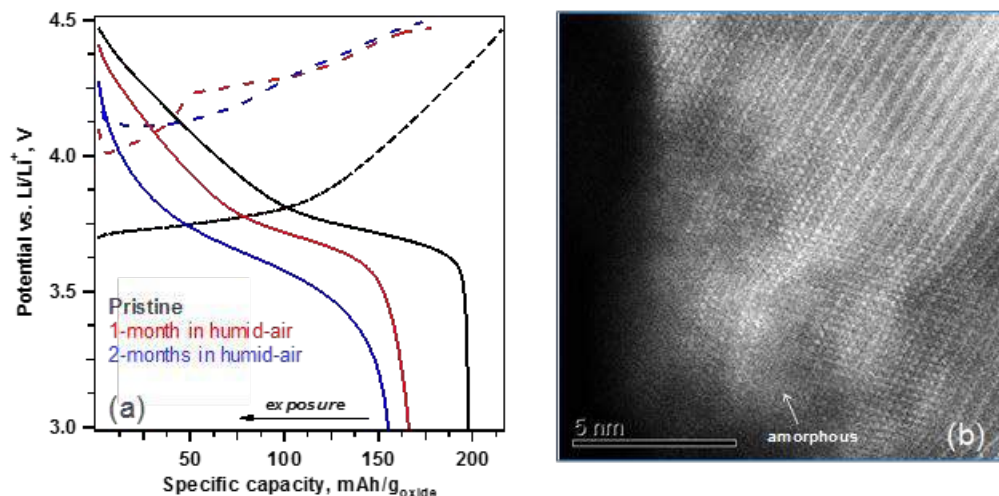 4.5
4.0
3.5
3.0
Potential vs. Li/Li⁺, V
Pristine
1-month in humid-air
2-months in humid-air
(a)
exposure
50
100
150
200
Specific capacity, mAh/g_oxide
5 nm
amorphous
(b)